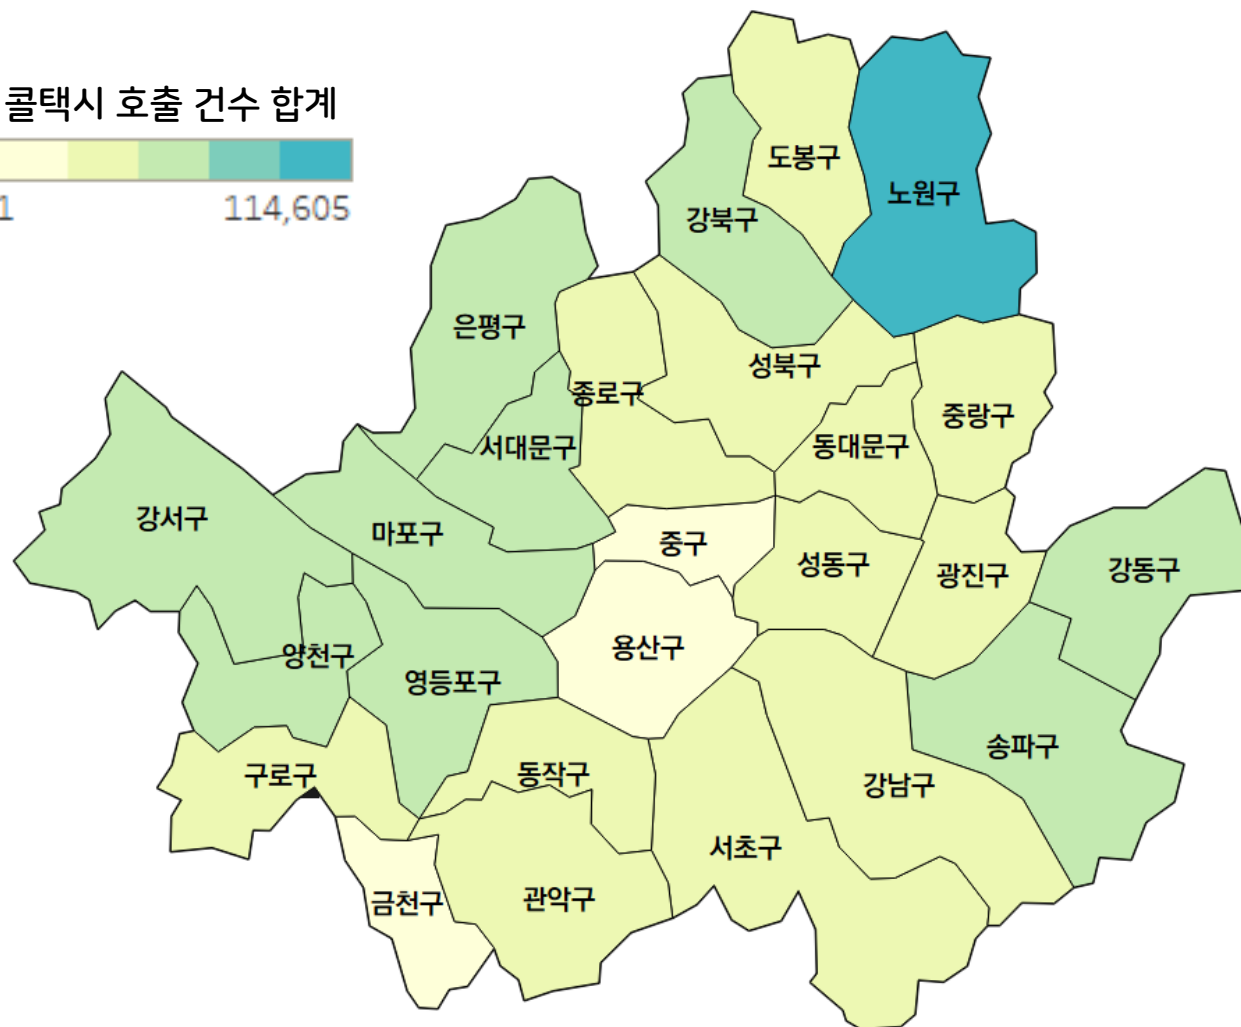 콜택시 호출 건수 합계
1
114,605
도봉구
노원구
강북구
은평구
성북구
종로구
중랑구
서대문구
동대문구
강서구
마포구
중구
성동구
광진구
강동구
용산구
양천구
영등포구
송파구
구로구
동작구
강남구
서초구
금천구
관악구